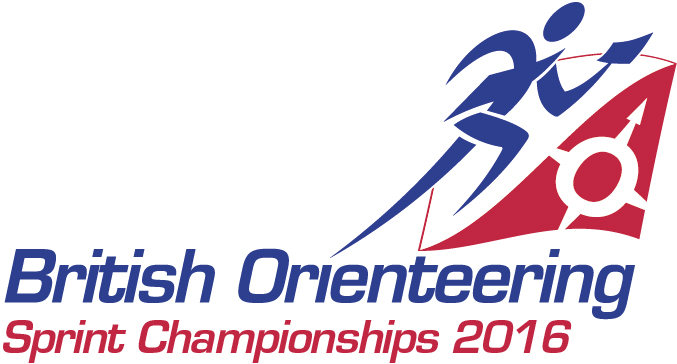 British Orienteering
Sprint Championships 2016